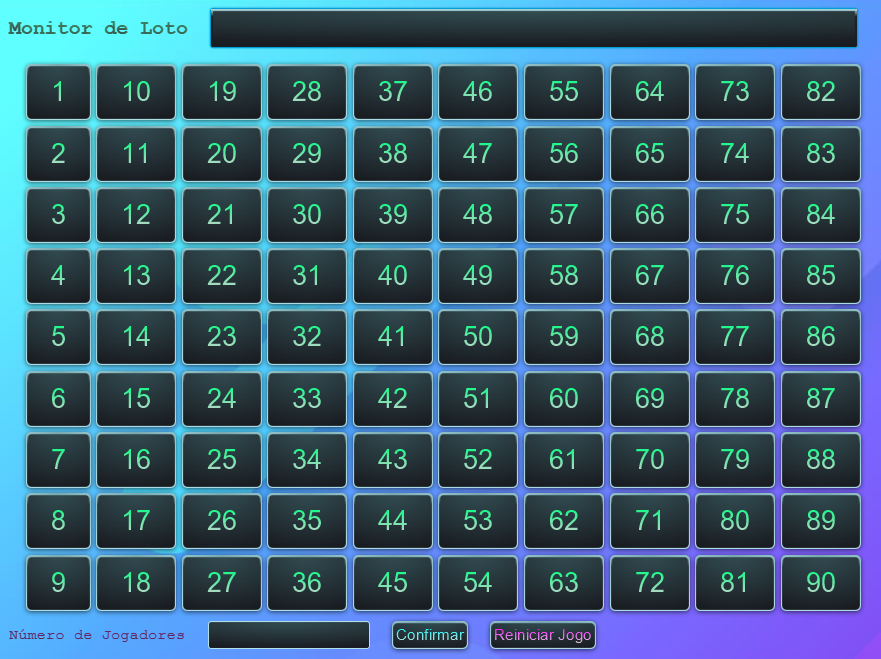 Monitor de Loto
1 10 19 28 37 46 55 64 73 82
2 11 20 29 38 47 56 65 74 83
3 12 21 30 39 48 57 66 75 84
4 13 22 31 40 49 58 67 76 85
5 14 23 32 41 50 59 68 77 86
6 15 24 33 42 51 60 69 78 87
7 16 25 34 43 52 61 70 79 88
8 17 26 35 44 53 62 71 80 89
9 18 27 36 45 54 63 72 81 90
Número de Jogadores Confirmar Reiniciar Jogo